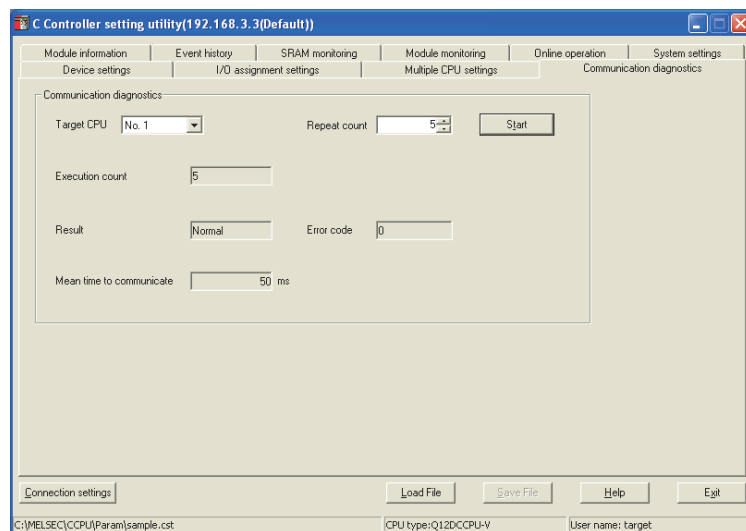 C Controller setting utility(192.168.3.3(Default))
Module information Event history SRAM monitoring Module monitoring Online operation System settings
Device settings I/O assignment settings Multiple CPU settings Communication diagnostics
Communication diagnostics
Target CPU No. 1 Repeat count 5 Start
Execution count 5
Result Normal Error code 0
Mean time to communicate 50 ms
Connection settings Load File Save File Help Exit
C:\MELSEC\CCPU\Param\sample.cst CPU type:Q12DCCPU-V User name: target